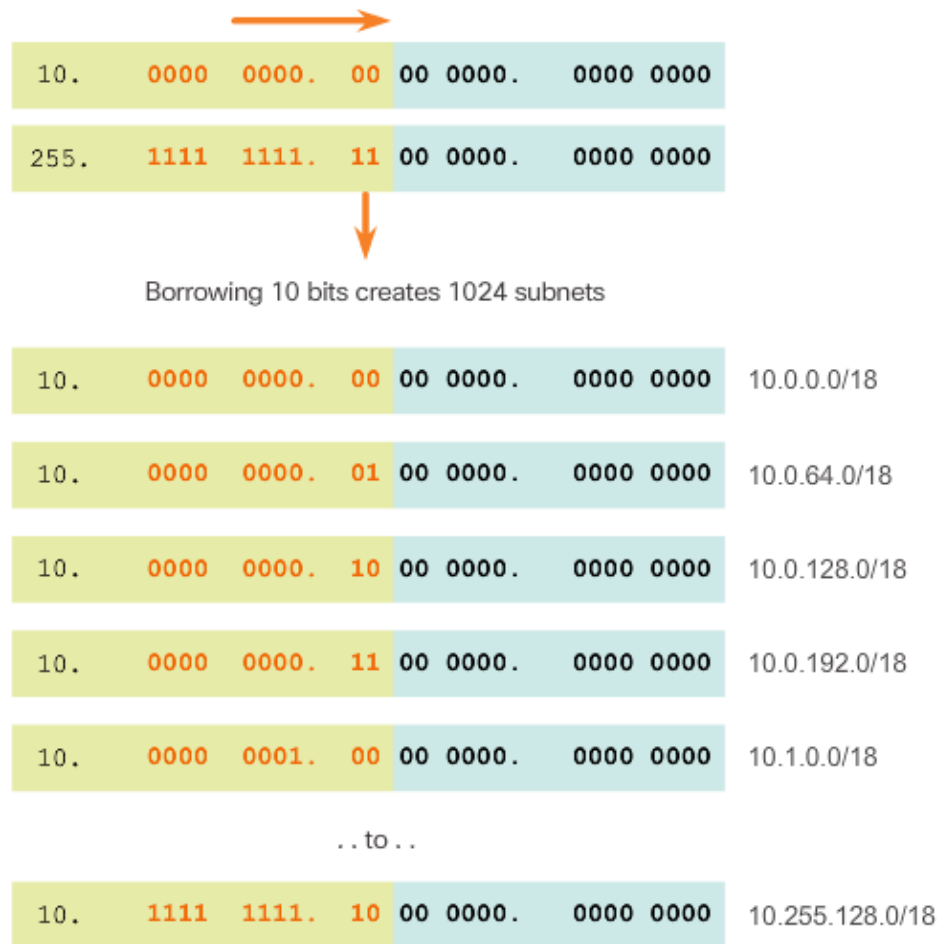 10. 0000 0000. 00 00 0000. 0000 0000
255. 1111 1111. 11 00 0000. 0000 0000
Borrowing 10 bits creates 1024 subnets
10. 0000 0000. 00 00 0000. 0000 0000 10.0.0.0/18
10. 0000 0000. 01 00 0000. 0000 0000 10.0.64.0/18
10. 0000 0000. 10 00 0000. 0000 0000 10.0.128.0/18
10. 0000 0000. 11 00 0000. 0000 0000 10.0.192.0/18
10. 0000 0001. 00 00 0000. 0000 0000 10.1.0.0/18
. . to . .
10. 1111 1111. 10 00 0000. 0000 0000 10.255.128.0/18